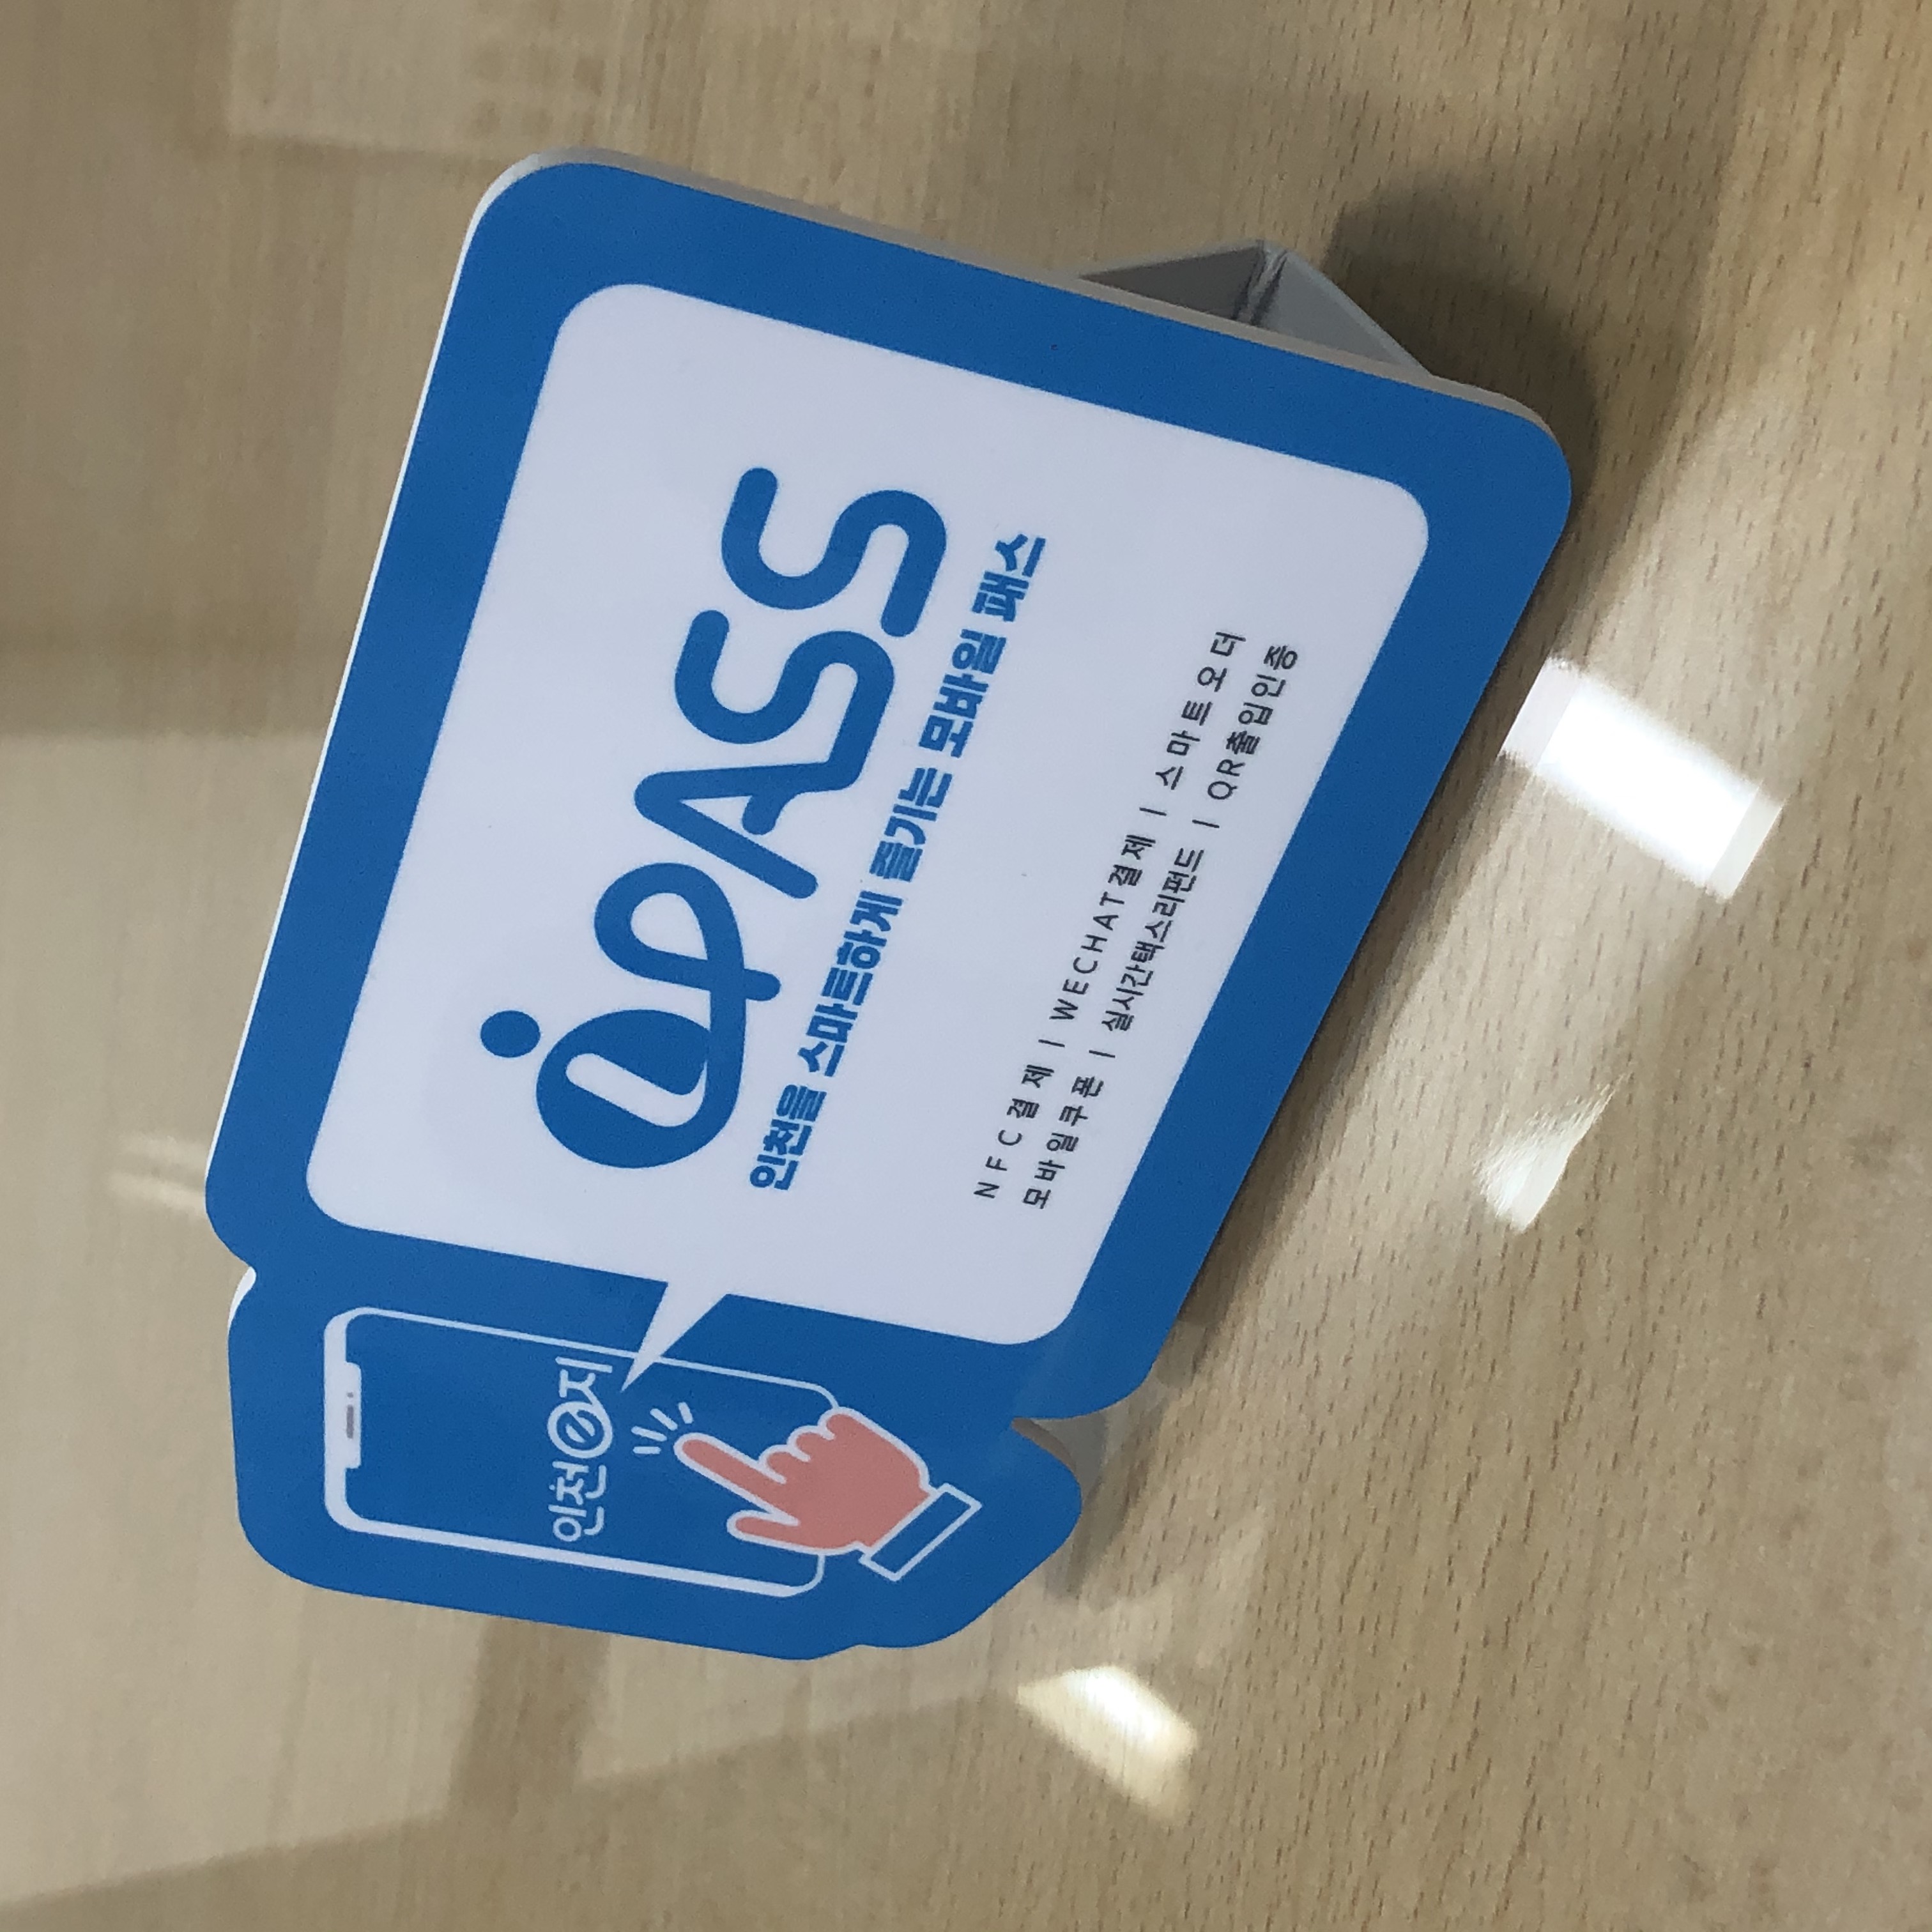 iPASS
인천을 스마트하게 즐기는 모바일 패스
NFC결제 | WECHAT결제 | 스마트오더
모바일쿠폰 | 실시간택스리펀드 | QR출입인증
인천e지